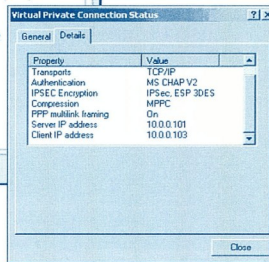 Virtual Private Connection Status ? X
General Details
Property Value
Transports TCP/IP
Authentication MS CHAP V2
IPSEC Encryption IPSec, ESP 3DES
Compression MPPC
PPP multilink framing On
Server IP address 10.0.0.101
Client IP address 10.0.0.103
Close